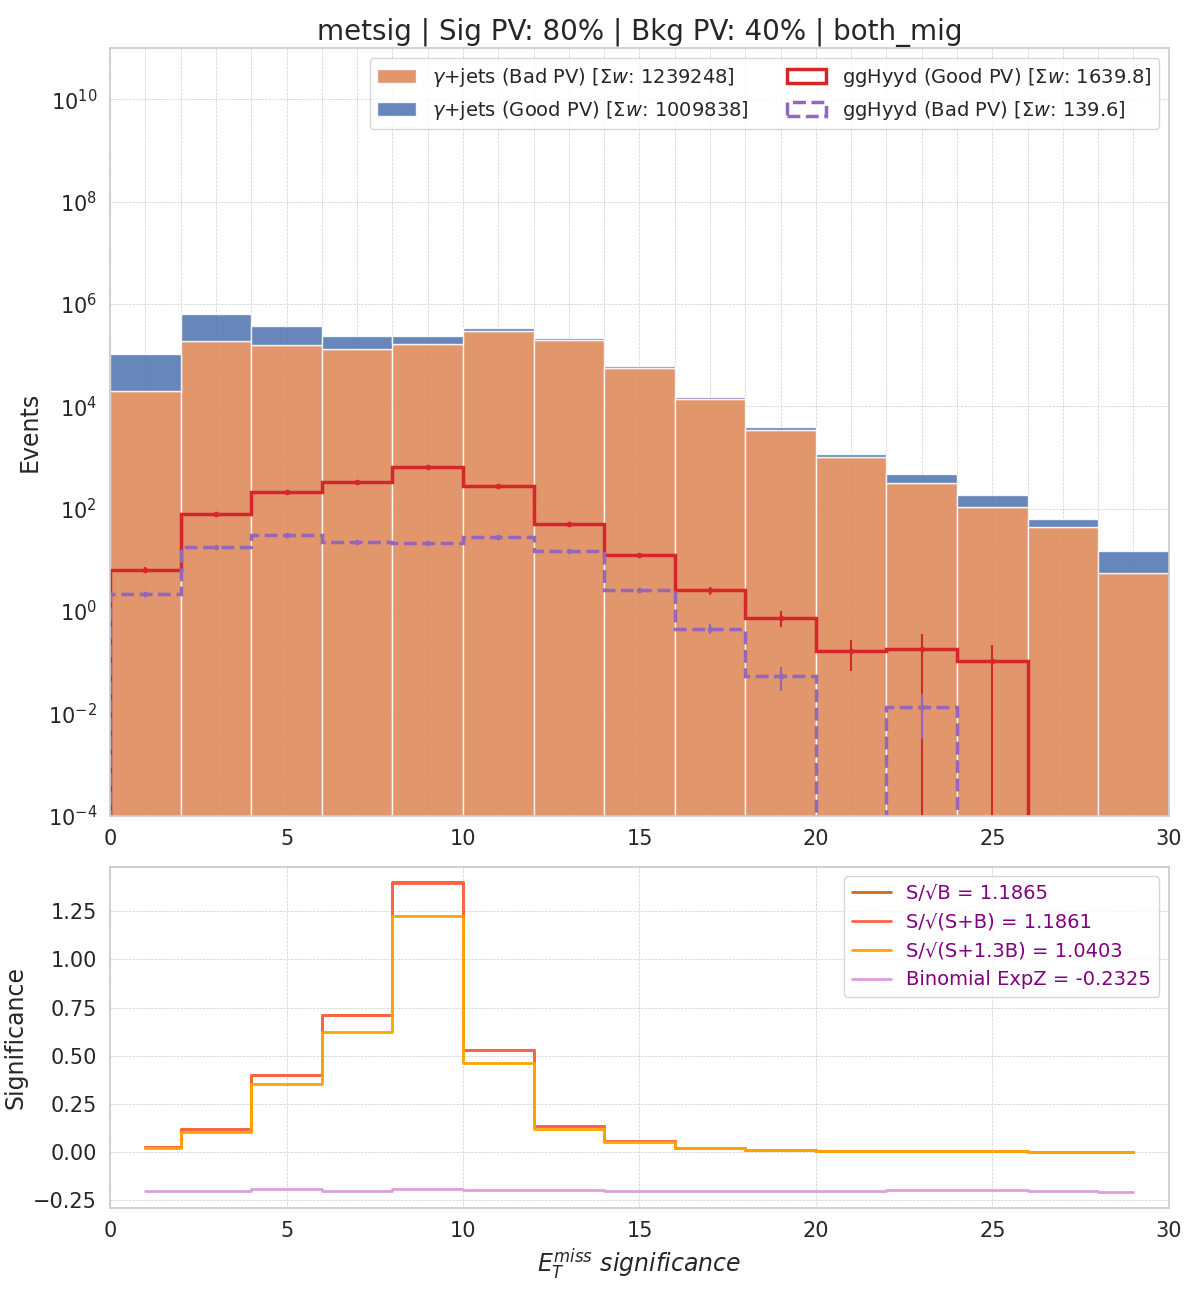 metsig | Sig PV: 80% | Bkg PV: 40% | both_mig
γ+jets (Bad PV) [Σw: 1239248]
γ+jets (Good PV) [Σw: 1009838]
ggHyyd (Good PV) [Σw: 1639.8]
ggHyyd (Bad PV) [Σw: 139.6]
Events
10^10
10^8
10^6
10^4
10^2
10^0
10^−2
10^−4
0 5 10 15 20 25 30
S/√B = 1.1865
S/√(S+B) = 1.1861
S/√(S+1.3B) = 1.0403
Binomial ExpZ = -0.2325
Significance
1.25
1.00
0.75
0.50
0.25
0.00
−0.25
0 5 10 15 20 25 30
E_T^miss significance